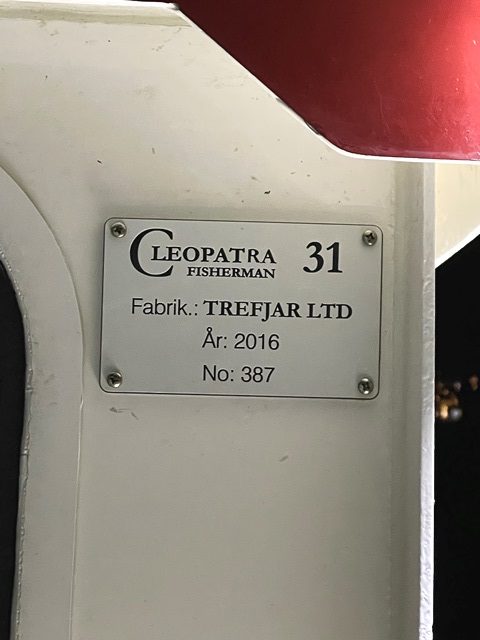 CLEOPATRA 31
FISHERMAN
Fabrik.: TREFJAR LTD
År: 2016
No: 387